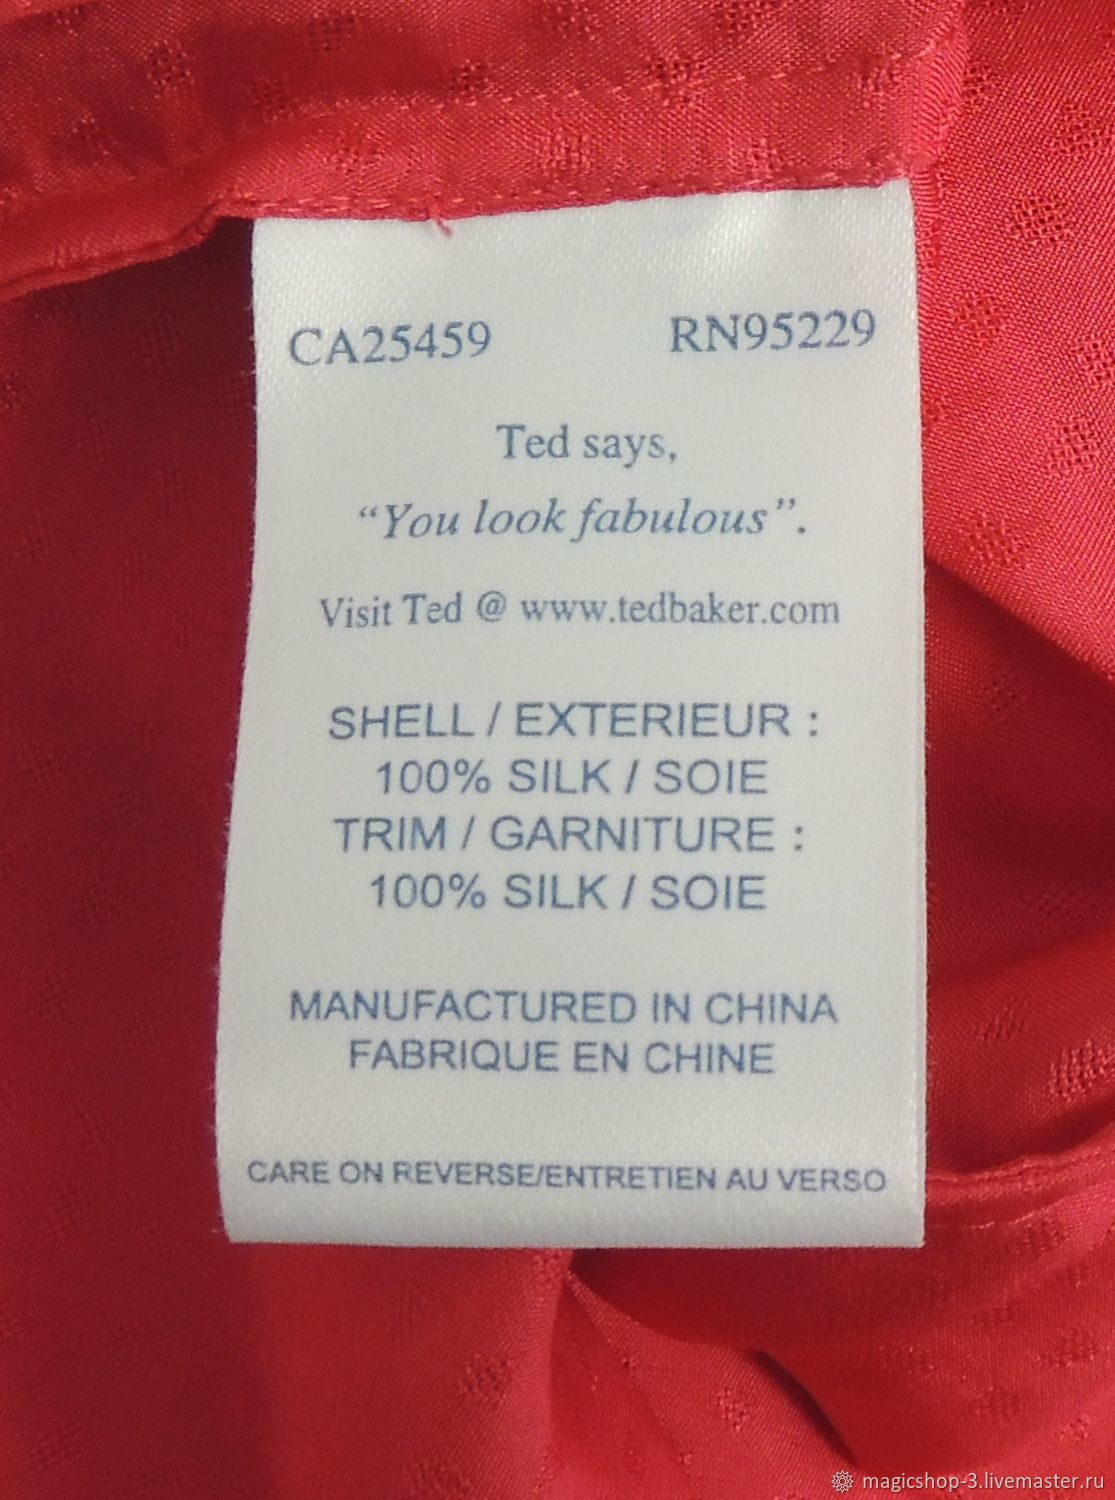 CA25459 RN95229
Ted says,
“You look fabulous”.
Visit Ted @ www.tedbaker.com
SHELL / EXTERIEUR :
100% SILK / SOIE
TRIM / GARNITURE :
100% SILK / SOIE
MANUFACTURED IN CHINA
FABRIQUE EN CHINE
CARE ON REVERSE/ENTRETIEN AU VERSO
magicshop-3.livemaster.ru